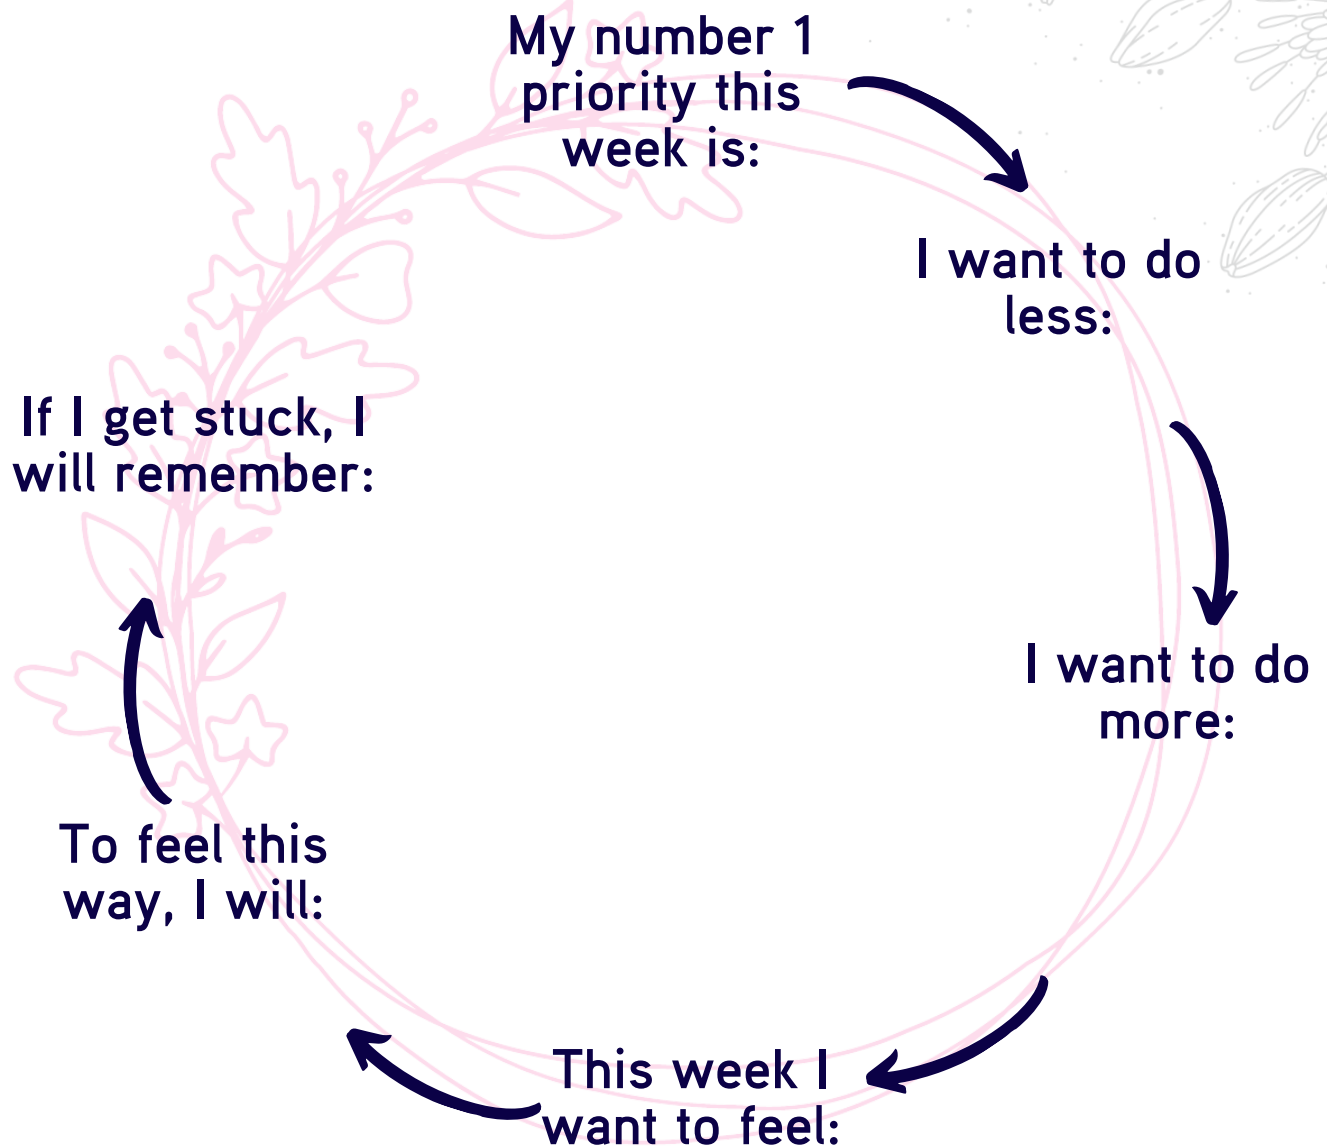 My number 1
priority this
week is:
I want to do
less:
I want to do
more:
This week I
want to feel:
To feel this
way, I will:
If I get stuck, I
will remember: